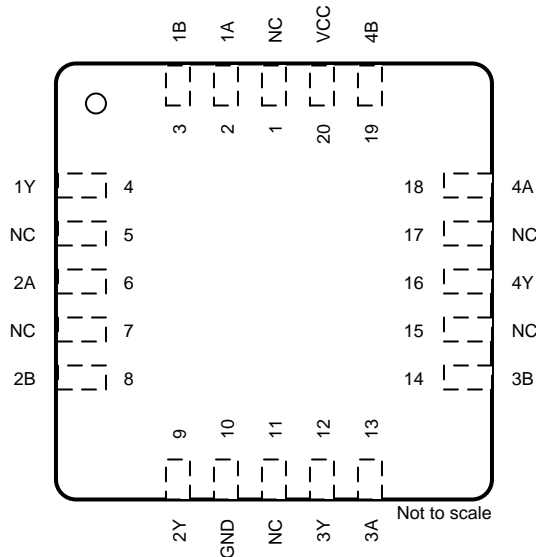 1B 1A NC VCC 4B
3 2 1 20 19
1Y 4 18 4A
NC 5 17 NC
2A 6 16 4Y
NC 7 15 NC
2B 8 14 3B
9 10 11 12 13
2Y GND NC 3Y 3A
Not to scale